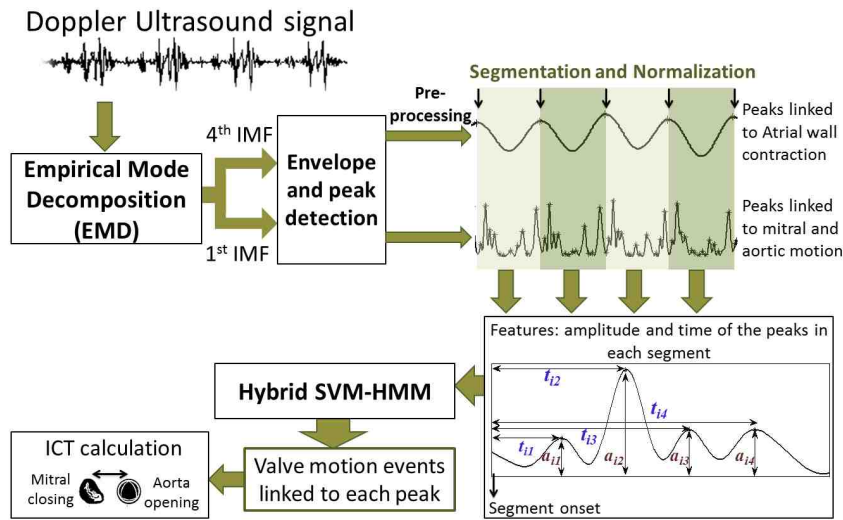 Doppler Ultrasound signal
Empirical Mode
Decomposition
(EMD)
4th IMF
1st IMF
Envelope
and peak
detection
Pre-
processing
Segmentation and Normalization
Peaks linked
to Atrial wall
contraction
Peaks linked
to mitral and
aortic motion
Features: amplitude and time of the peaks in
each segment
ti2
ti4
ti3
ti1
ai1
ai2
ai3
ai4
Segment onset
Hybrid SVM-HMM
Valve motion events
linked to each peak
ICT calculation
Mitral
closing
Aorta
opening